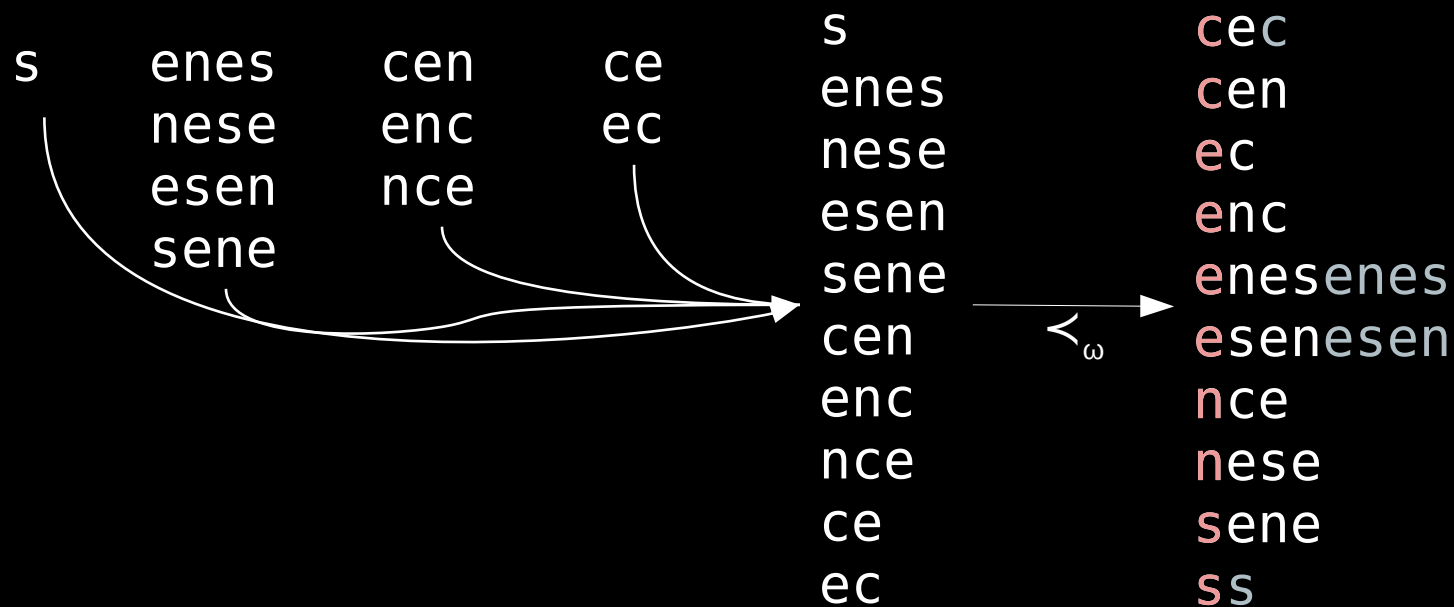 s
enes
nese
esen
sene
cen
enc
nce
ce
ec
s
enes
nese
esen
sene
cen
enc
nce
ce
ec
≺ω
cec
cen
ec
enc
enesenes
esenesen
nce
nese
sene
ss